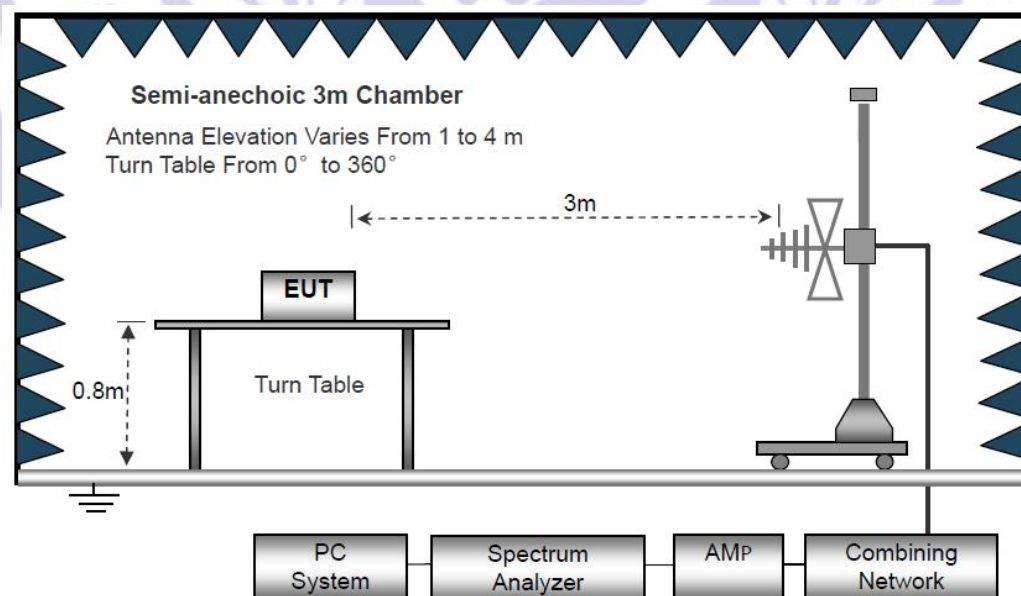 Semi-anechoic 3m Chamber
Antenna Elevation Varies From 1 to 4 m
Turn Table From 0° to 360°
3m
EUT
0.8m
Turn Table
PC
System
Spectrum
Analyzer
AMP
Combining
Network